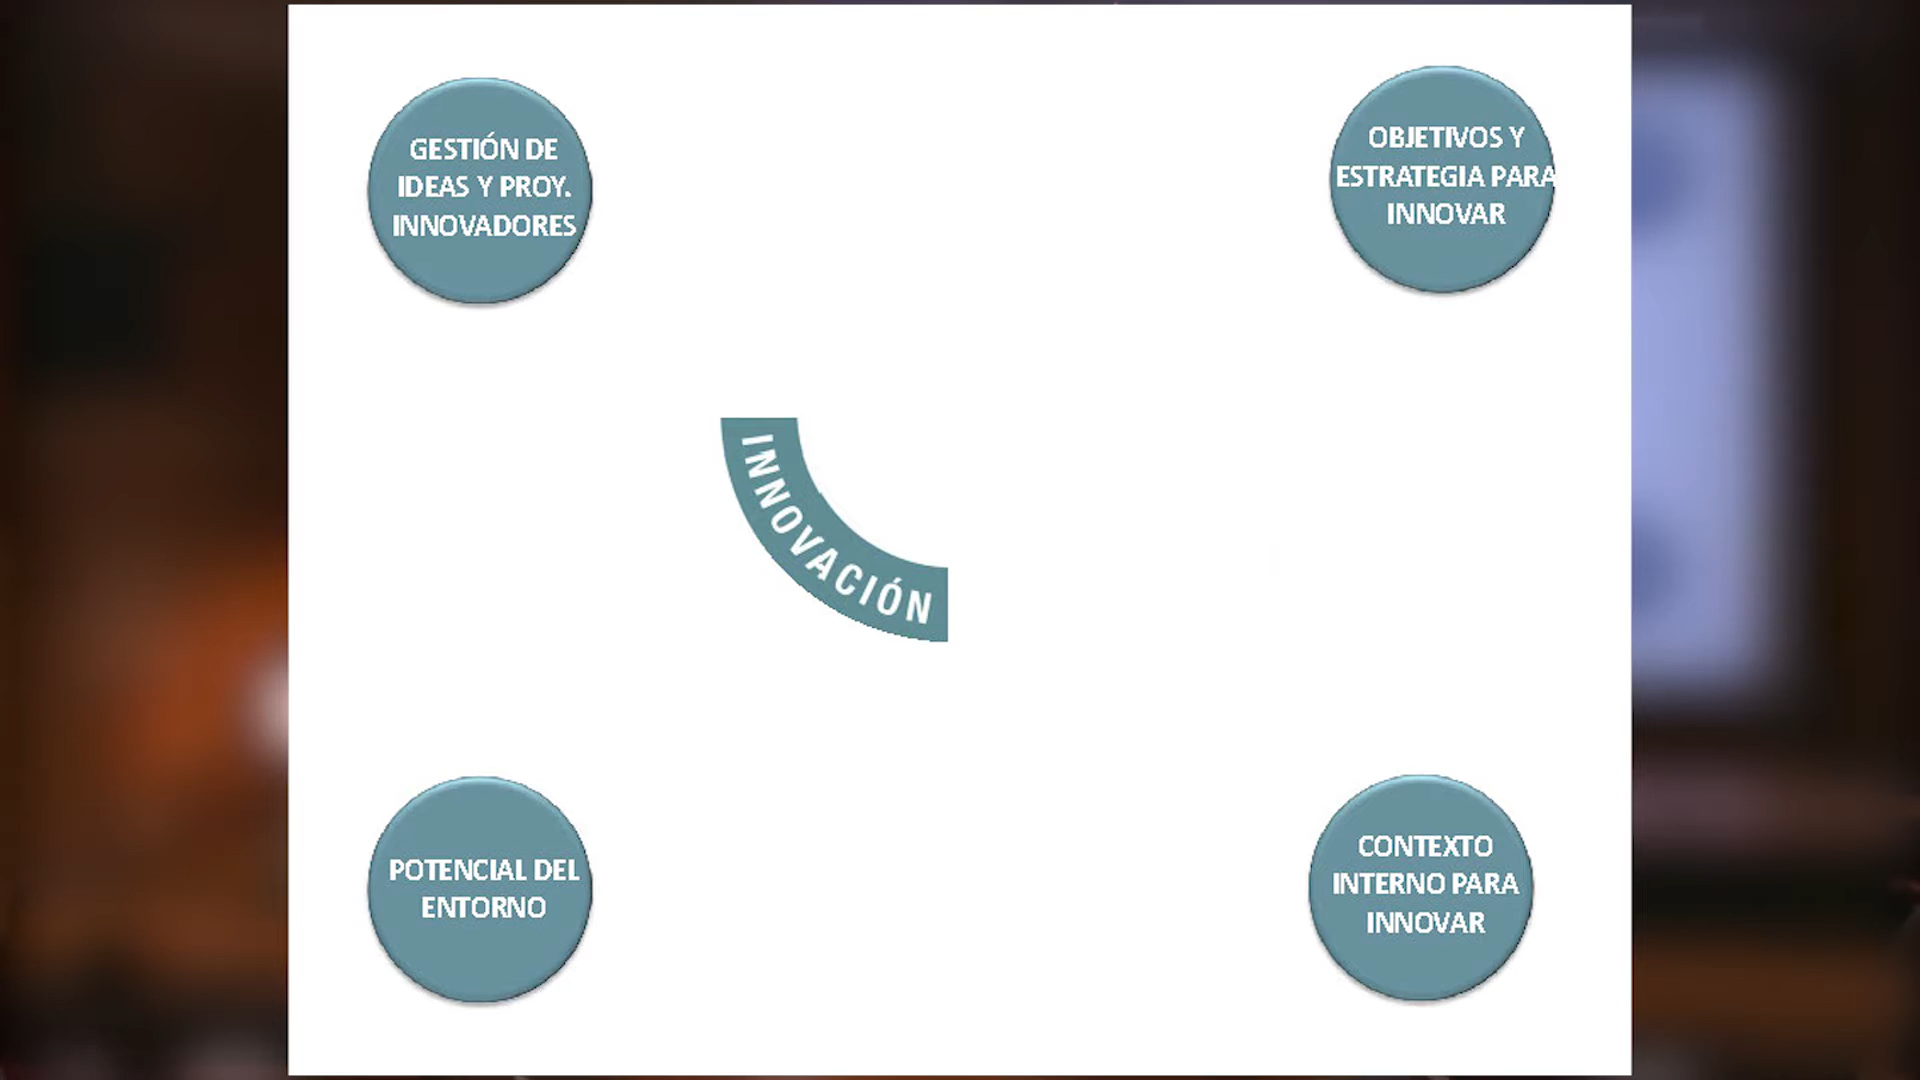 GESTIÓN DE
IDEAS Y PROY.
INNOVADORES
OBJETIVOS Y
ESTRATEGIA PARA
INNOVAR
INNOVACIÓN
POTENCIAL DEL
ENTORNO
CONTEXTO
INTERNO PARA
INNOVAR